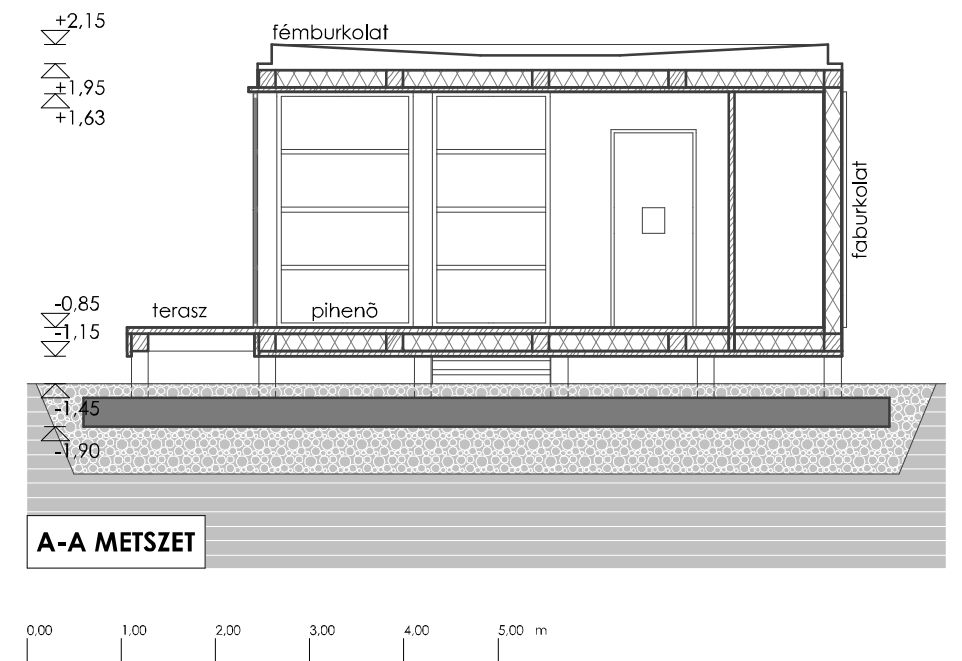 +2,15
fémburkolat
+1,95
+1,63
faburkolat
-0,85
terasz
pihenõ
-1,15
-1,45
-1,90
A-A METSZET
0,00 1,00 2,00 3,00 4,00 5,00 m